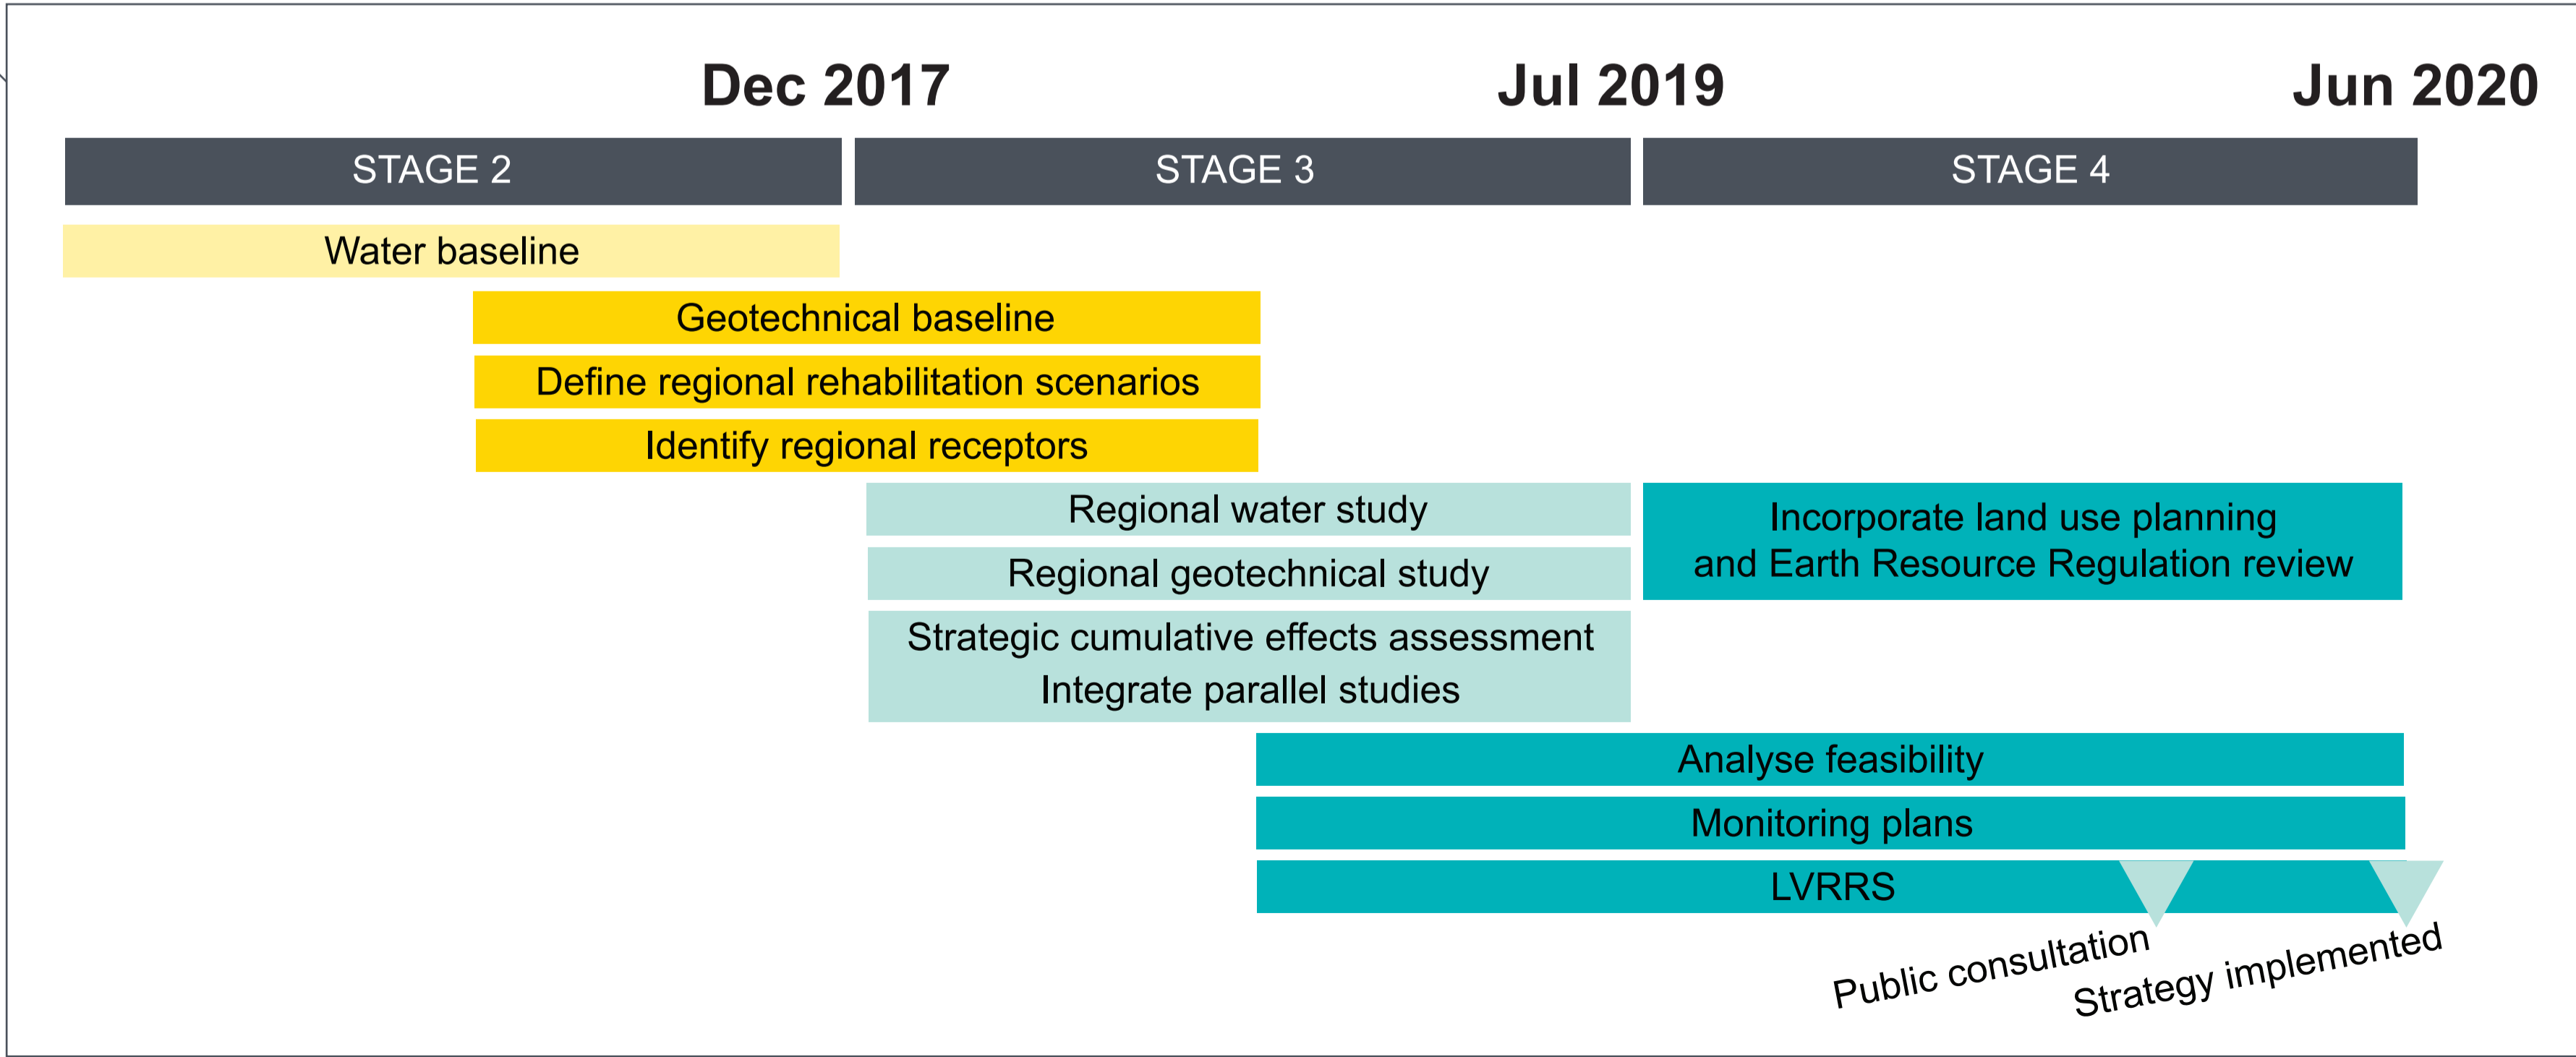 Dec 2017
Jul 2019
Jun 2020
STAGE 2
STAGE 3
STAGE 4
Water baseline
Geotechnical baseline
Define regional rehabilitation scenarios
Identify regional receptors
Regional water study
Regional geotechnical study
Incorporate land use planning
and Earth Resource Regulation review
Strategic cumulative effects assessment
Integrate parallel studies
Analyse feasibility
Monitoring plans
LVRRS
Public consultation
Strategy implemented